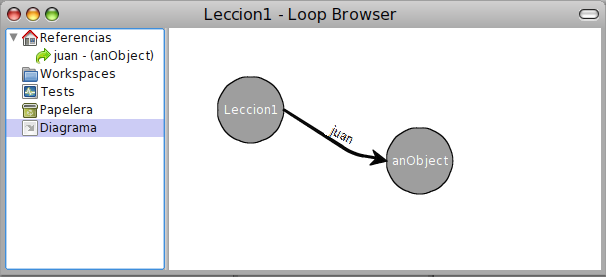 Leccion1 - Loop Browser
Referencias
juan - (anObject)
Workspaces
Tests
Papelera
Diagrama
Leccion1
juan
anObject